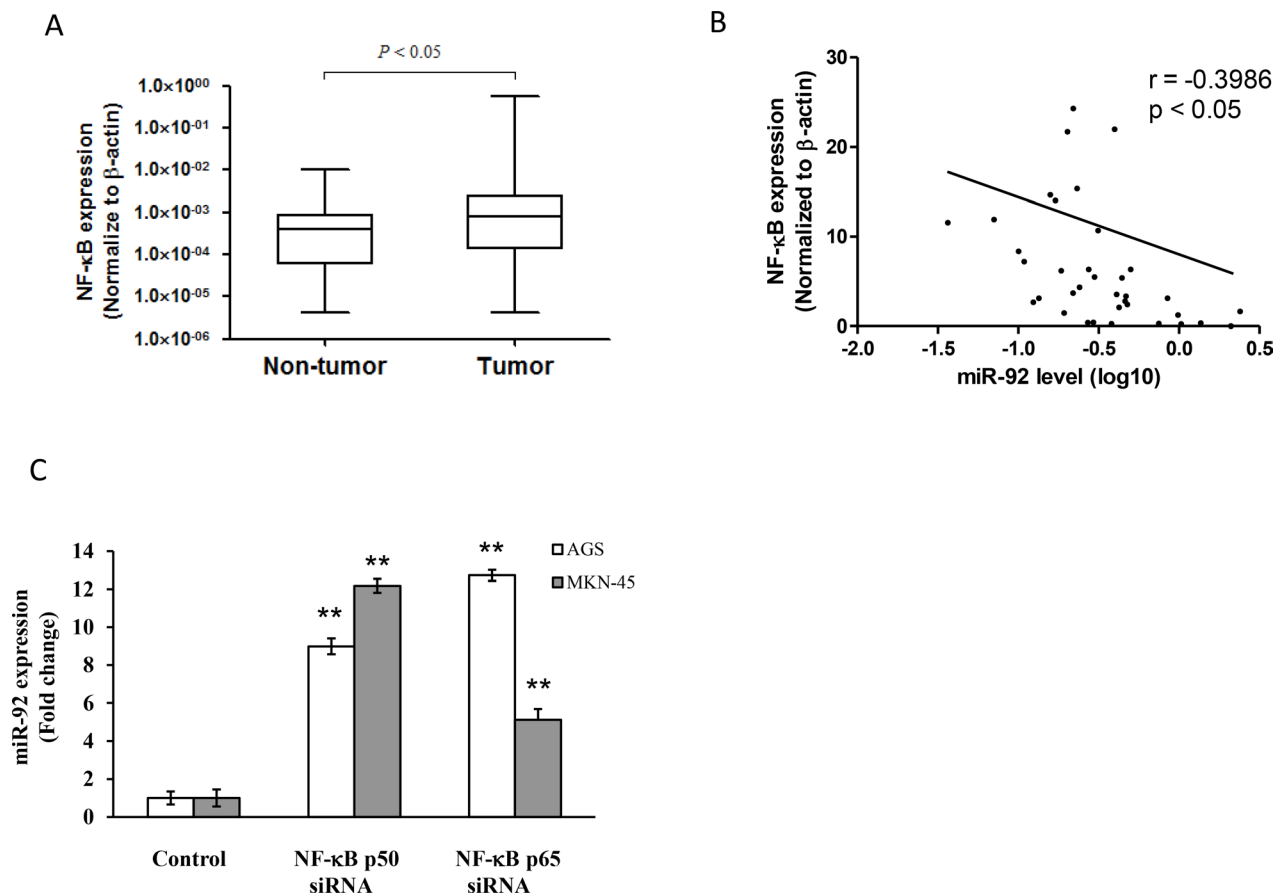 A
P < 0.05
NF-κB expression
(Normalize to β-actin)
1.0×10⁰⁰
1.0×10⁻⁰¹
1.0×10⁻⁰²
1.0×10⁻⁰³
1.0×10⁻⁰⁴
1.0×10⁻⁰⁵
1.0×10⁻⁰⁶
Non-tumor
Tumor
B
r = -0.3986
p < 0.05
NF-κB expression
(Normalized to β-actin)
30
20
10
0
-2.0 -1.5 -1.0 -0.5 0.0 0.5
miR-92 level (log10)
C
miR-92 expression
(Fold change)
14
12
10
8
6
4
2
0
** ** ** **
AGS
MKN-45
Control
NF-κB p50
siRNA
NF-κB p65
siRNA